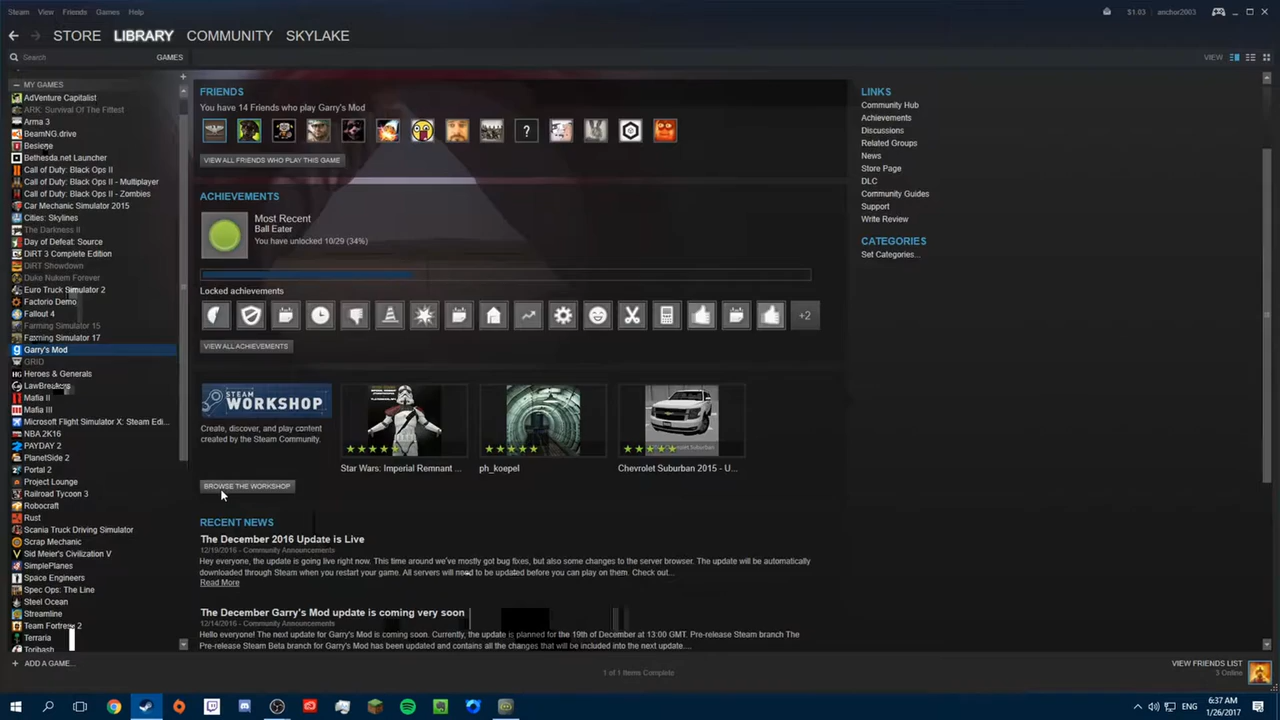 Steam View Friends Games Help
$1.03 anchor2003
STORE LIBRARY COMMUNITY SKYLAKE
Search GAMES
VIEW
MY GAMES
AdVenture Capitalist
ARK: Survival Of The Fittest
Arma 3
BeamNG.drive
Besiege
Bethesda.net Launcher
Call of Duty: Black Ops II
Call of Duty: Black Ops II - Multiplayer
Call of Duty: Black Ops II - Zombies
Car Mechanic Simulator 2015
Cities: Skylines
The Darkness II
Day of Defeat: Source
DiRT 3 Complete Edition
DiRT Showdown
Duke Nukem Forever
Euro Truck Simulator 2
Factorio Demo
Fallout 4
Farming Simulator 15
Farming Simulator 17
Garry's Mod
GRID
Heroes & Generals
LawBreakers
Mafia II
Mafia III
Microsoft Flight Simulator X: Steam Edi...
NBA 2K16
PAYDAY 2
PlanetSide 2
Portal 2
Project Lounge
Railroad Tycoon 3
Robocraft
Rust
Scania Truck Driving Simulator
Scrap Mechanic
Sid Meier's Civilization V
SimplePlanes
Space Engineers
Spec Ops: The Line
Steel Ocean
Streamline
Team Fortress 2
Terraria
Toribash
ADD A GAME...
FRIENDS
You have 14 Friends who play Garry's Mod
?
VIEW ALL FRIENDS WHO PLAY THIS GAME
ACHIEVEMENTS
Most Recent
Ball Eater
You have unlocked 10/29 (34%)
Locked achievements
+2
VIEW ALL ACHIEVEMENTS
STEAM WORKSHOP
Create, discover, and play content
created by the Steam Community.
BROWSE THE WORKSHOP
Star Wars: Imperial Remnant ...
ph_koepel
Chevrolet Suburban 2015 - U...
RECENT NEWS
The December 2016 Update is Live
12/19/2016 - Community Announcements
Hey everyone, the update is going live right now. This time around we've mostly got bug fixes, but also some changes to the server browser. The update will be automatically
downloaded through Steam when you restart your game. All servers will need to be updated before you can play on them. Check out...
Read More
The December Garry's Mod update is coming very soon
12/14/2016 - Community Announcements
Hello everyone! The next update for Garry's Mod is coming soon. Currently, the update is planned for the 19th of December at 13:00 GMT. Pre-release Steam branch The
Pre-release Steam Beta branch for Garry's Mod has been updated and contains all the changes that will be included into the next update....
LINKS
Community Hub
Achievements
Discussions
Related Groups
News
Store Page
DLC
Community Guides
Support
Write Review
CATEGORIES
Set Categories...
1 of 1 Items Complete
VIEW FRIENDS LIST
3 Online
ENG
6:37 AM
1/26/2017